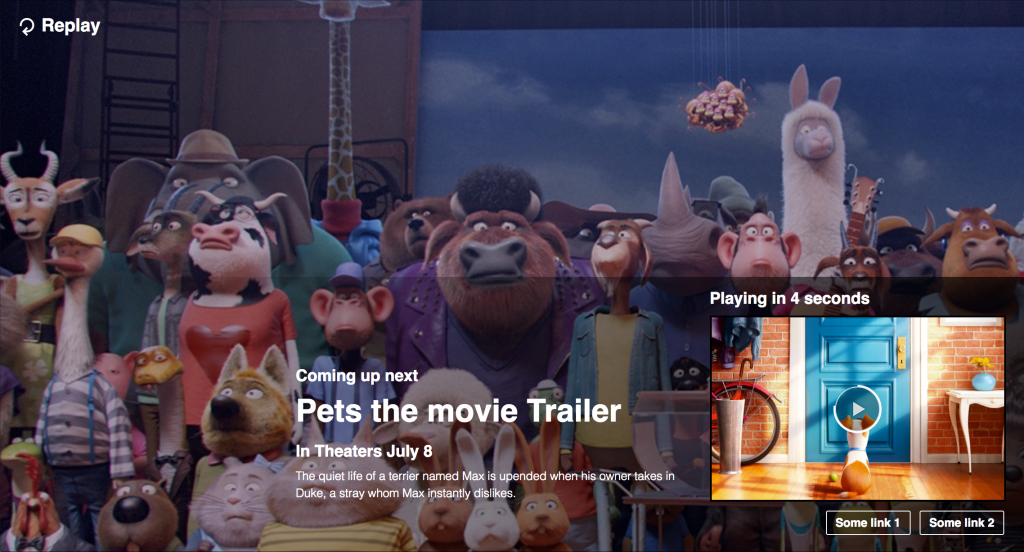 Replay
Playing in 4 seconds
Coming up next
Pets the movie Trailer
In Theaters July 8
The quiet life of a terrier named Max is upended when his owner takes in
Duke, a stray whom Max instantly dislikes.
Some link 1
Some link 2